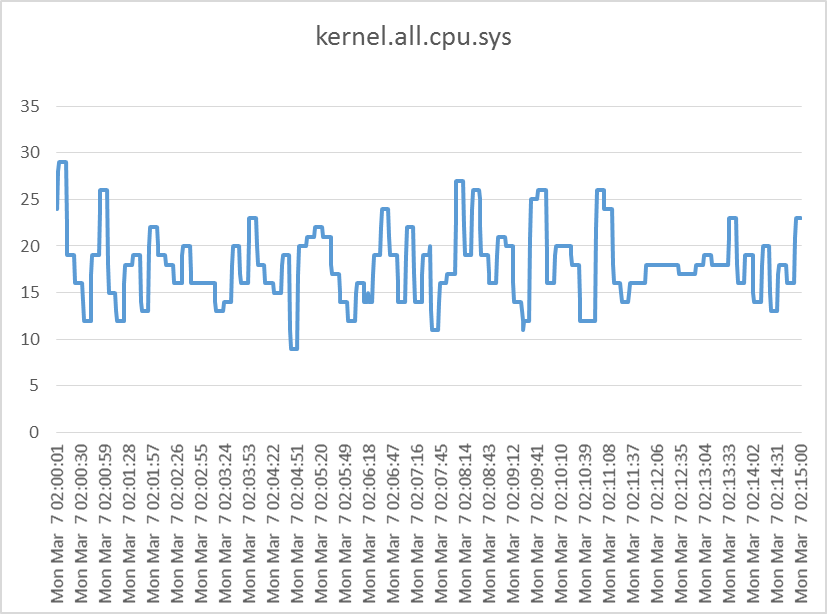 kernel.all.cpu.sys
35
30
25
20
15
10
5
0
Mon Mar  7 02:00:01
Mon Mar  7 02:00:30
Mon Mar  7 02:00:59
Mon Mar  7 02:01:28
Mon Mar  7 02:01:57
Mon Mar  7 02:02:26
Mon Mar  7 02:02:55
Mon Mar  7 02:03:24
Mon Mar  7 02:03:53
Mon Mar  7 02:04:22
Mon Mar  7 02:04:51
Mon Mar  7 02:05:20
Mon Mar  7 02:05:49
Mon Mar  7 02:06:18
Mon Mar  7 02:06:47
Mon Mar  7 02:07:16
Mon Mar  7 02:07:45
Mon Mar  7 02:08:14
Mon Mar  7 02:08:43
Mon Mar  7 02:09:12
Mon Mar  7 02:09:41
Mon Mar  7 02:10:10
Mon Mar  7 02:10:39
Mon Mar  7 02:11:08
Mon Mar  7 02:11:37
Mon Mar  7 02:12:06
Mon Mar  7 02:12:35
Mon Mar  7 02:13:04
Mon Mar  7 02:13:33
Mon Mar  7 02:14:02
Mon Mar  7 02:14:31
Mon Mar  7 02:15:00